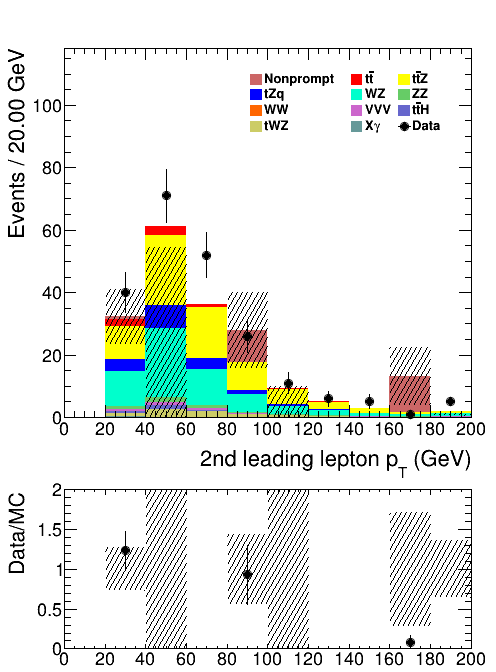 Events / 20.00 GeV
Nonprompt tt̄ tt̄Z
tZq WZ ZZ
WW VVV tt̄H
tWZ Xγ Data
100
80
60
40
20
0
0 20 40 60 80 100 120 140 160 180 200
2nd leading lepton pT (GeV)
Data/MC
2
1.5
1
0.5
0
0 20 40 60 80 100 120 140 160 180 200